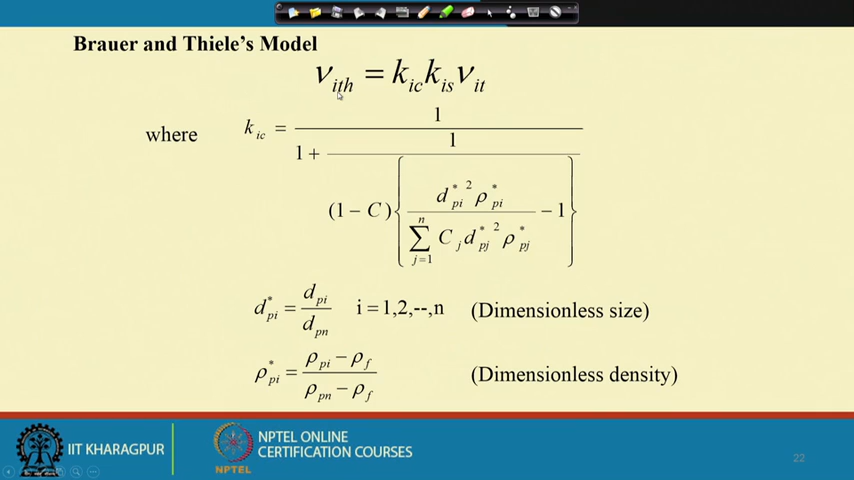 Brauer and Thiele's Model
ν_ith = k_ic k_is ν_it
where k_ic = 1 / (1 + 1 / ((1 − C) { d*_pi² ρ*_pi / ∑_{j=1}^{n} C_j d*_pj² ρ*_pj − 1 }))
d*_pi = d_pi / d_pn i = 1,2,--,n (Dimensionless size)
ρ*_pi = (ρ_pi − ρ_f) / (ρ_pn − ρ_f) (Dimensionless density)
IIT KHARAGPUR
NPTEL
NPTEL ONLINE
CERTIFICATION COURSES
22